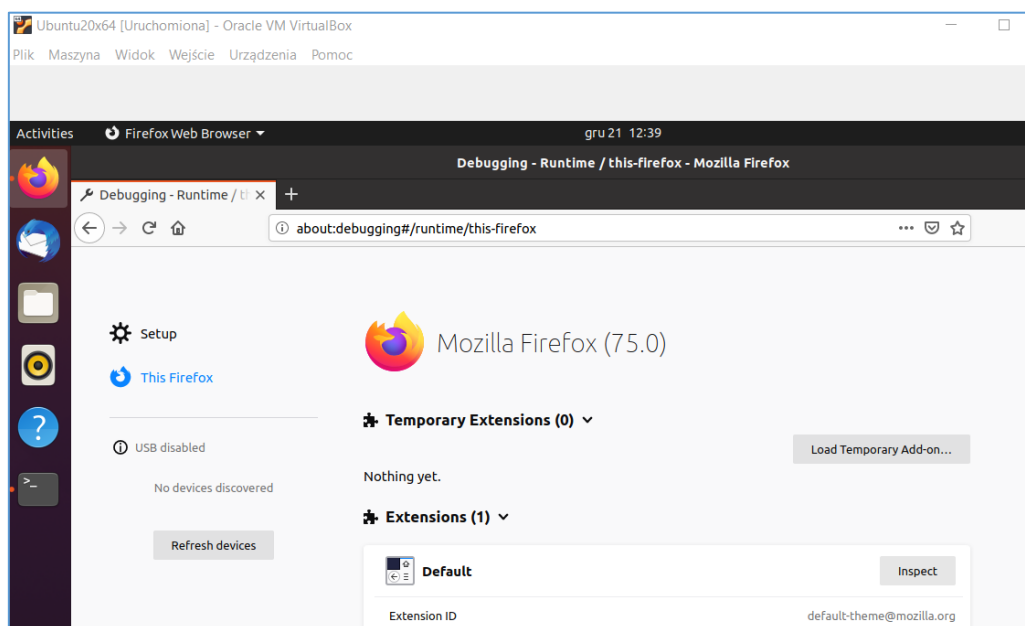 Ubuntu20x64 [Uruchomiona] - Oracle VM VirtualBox
Plik Maszyna Widok Wejście Urządzenia Pomoc
Activities Firefox Web Browser gru 21 12:39
Debugging - Runtime / this-firefox - Mozilla Firefox
Debugging - Runtime / th
about:debugging#/runtime/this-firefox
Setup
Mozilla Firefox (75.0)
This Firefox
Temporary Extensions (0)
USB disabled
Load Temporary Add-on...
No devices discovered
Nothing yet.
Extensions (1)
Refresh devices
Default
Inspect
Extension ID default-theme@mozilla.org